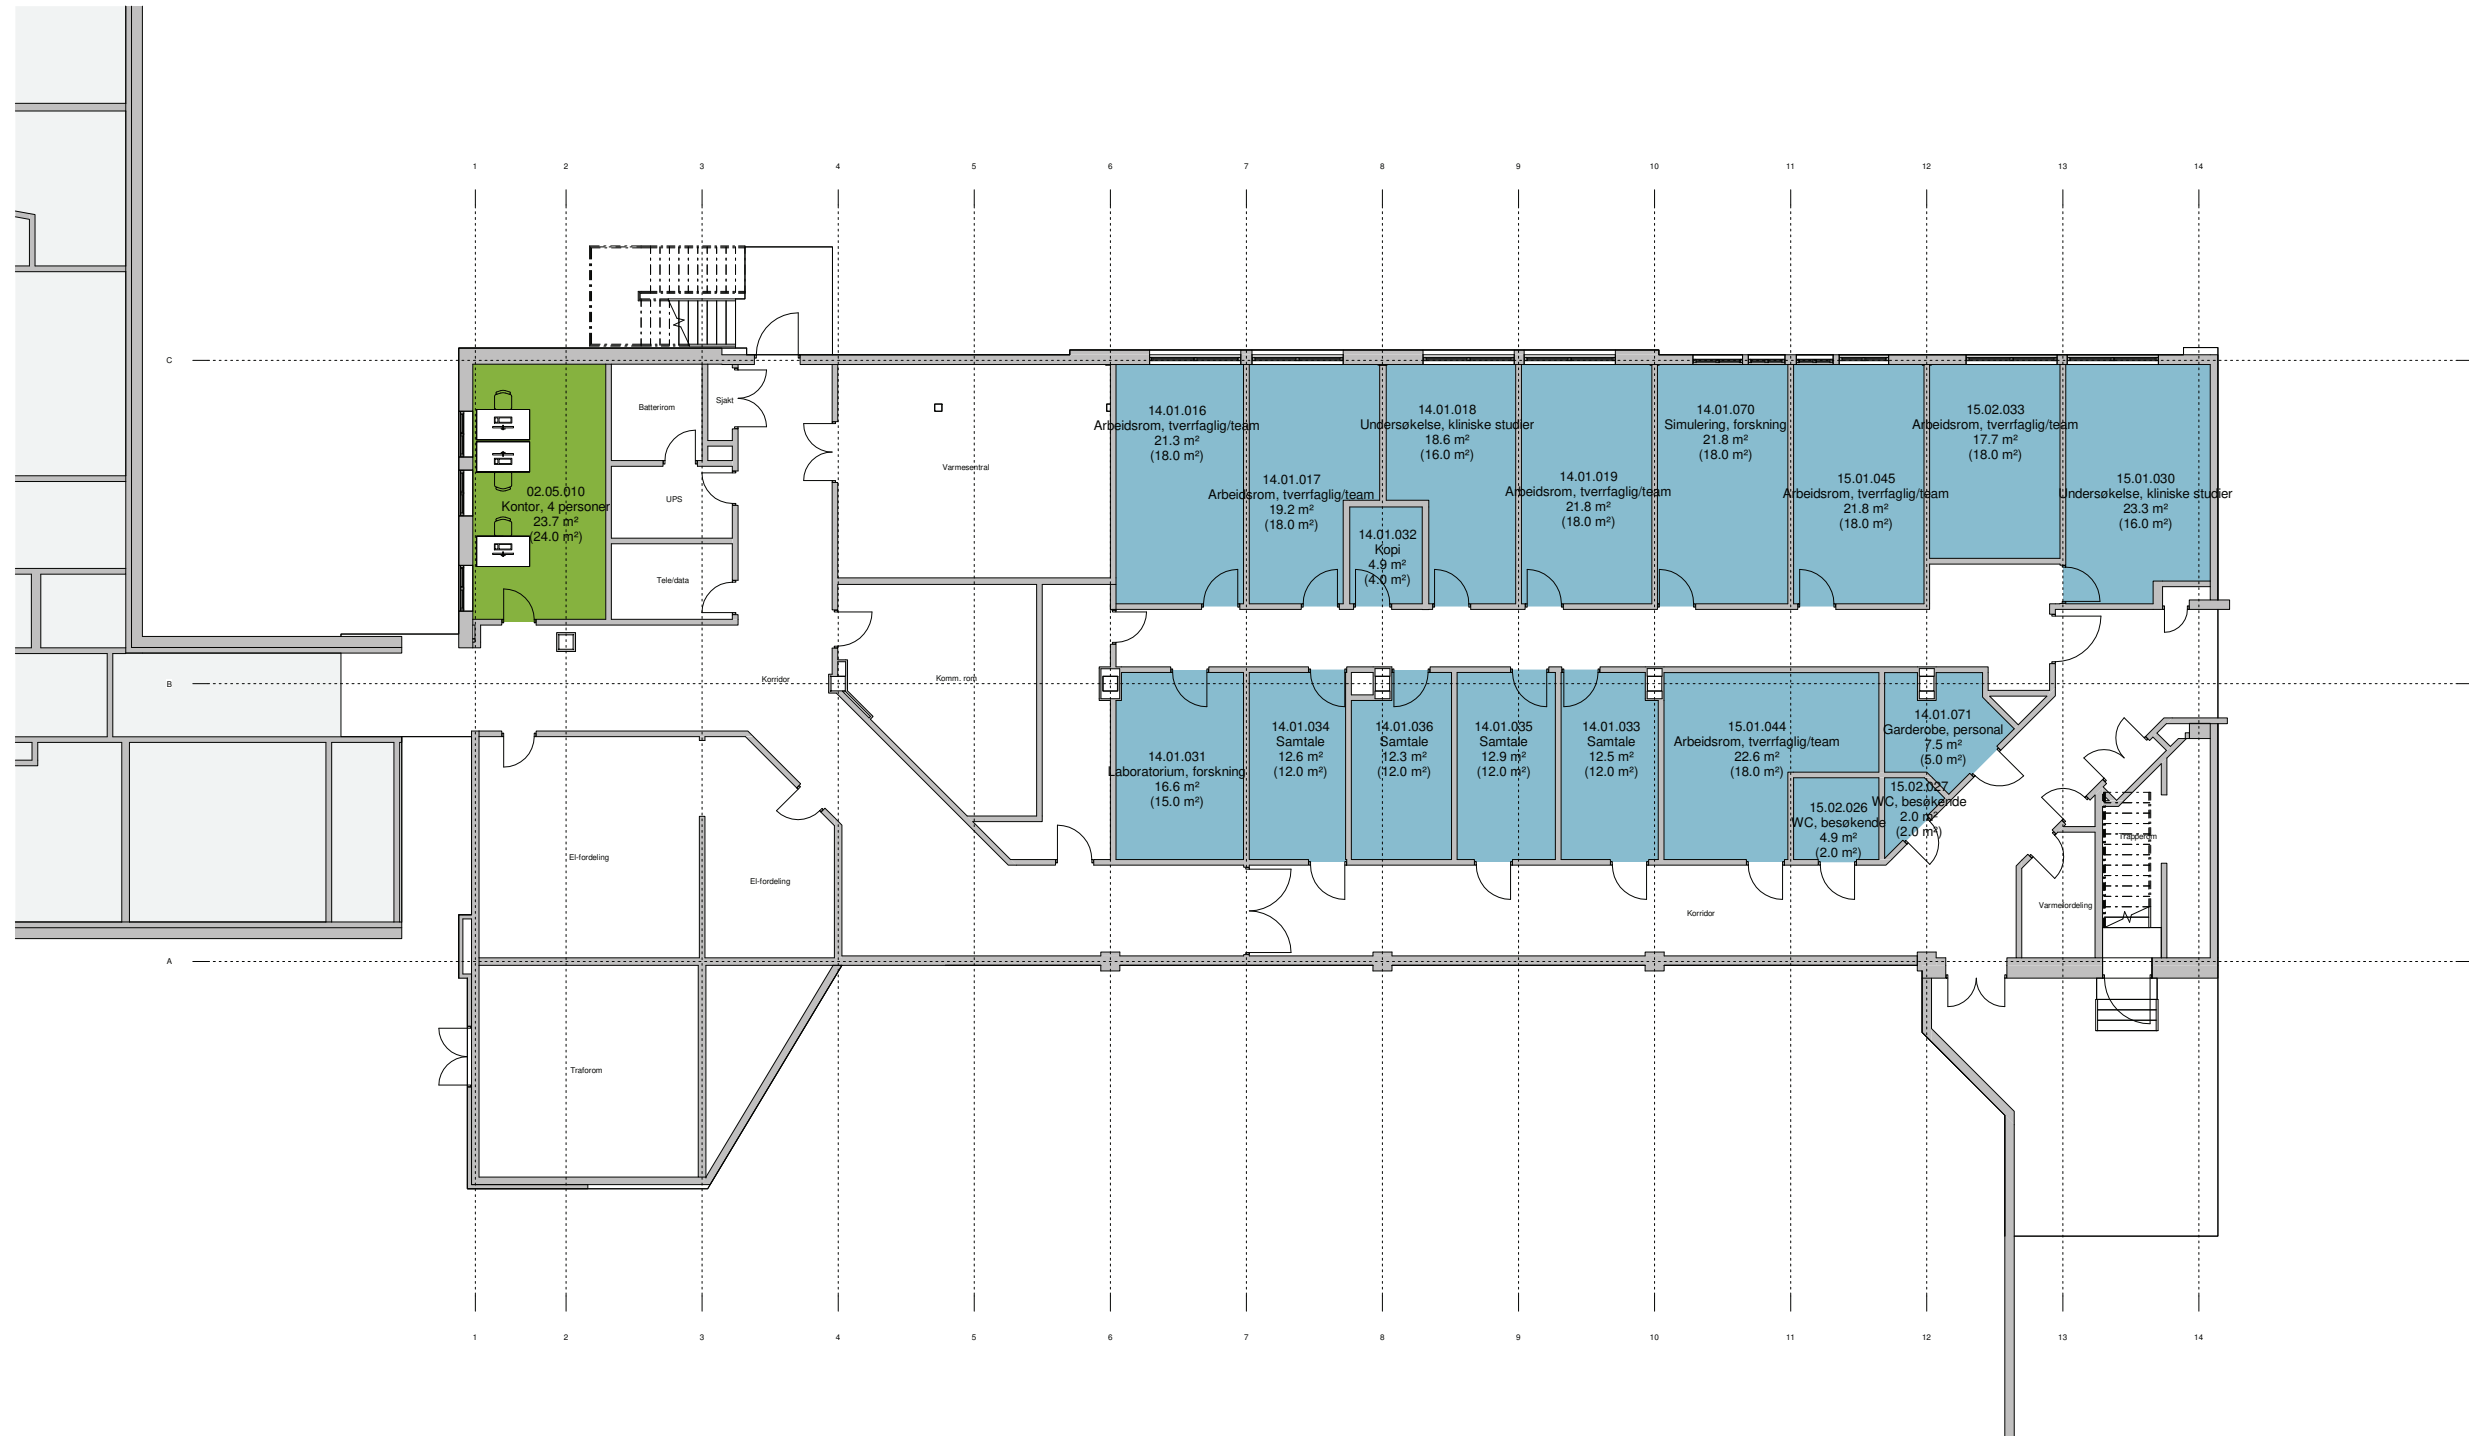 1 2 3 4 5 6 7 8 9 10 11 12 13 14
C
02.05.010
Kontor, 4 personer
23.7 m²
(24.0 m²)
Batterirom
Sjakt
UPS
Tele/data
Varmesentral
14.01.016
Arbeidsrom, tverrfaglig/team
21.3 m²
(18.0 m²)
14.01.017
Arbeidsrom, tverrfaglig/team
19.2 m²
(18.0 m²)
14.01.018
Undersøkelse, kliniske studier
18.6 m²
(16.0 m²)
14.01.032
Kopi
4.9 m²
(4.0 m²)
14.01.019
Arbeidsrom, tverrfaglig/team
21.8 m²
(18.0 m²)
14.01.070
Simulering, forskning
21.8 m²
(18.0 m²)
15.01.045
Arbeidsrom, tverrfaglig/team
21.8 m²
(18.0 m²)
15.02.033
Arbeidsrom, tverrfaglig/team
17.7 m²
(18.0 m²)
15.01.030
Undersøkelse, kliniske studier
23.3 m²
(16.0 m²)
B
Korridor
Komm. rom
14.01.031
Laboratorium, forskning
16.6 m²
(15.0 m²)
14.01.034
Samtale
12.6 m²
(12.0 m²)
14.01.036
Samtale
12.3 m²
(12.0 m²)
14.01.035
Samtale
12.9 m²
(12.0 m²)
14.01.033
Samtale
12.5 m²
(12.0 m²)
15.01.044
Arbeidsrom, tverrfaglig/team
22.6 m²
(18.0 m²)
14.01.071
Garderobe, personal
7.5 m²
(5.0 m²)
15.02.026
WC, besøkende
4.9 m²
(2.0 m²)
15.02.027
WC, besøkende
2.0 m²
(2.0 m²)
Trapperom
El-fordeling
El-fordeling
Korridor
Varmefordeling
A
Traforom
1 2 3 4 5 6 7 8 9 10 11 12 13 14